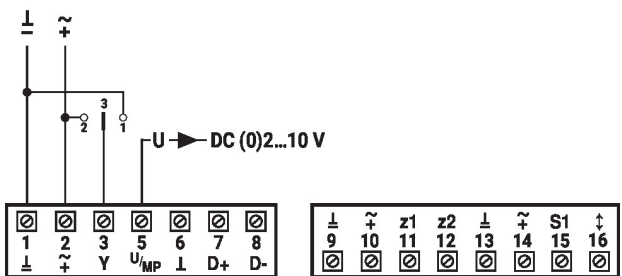 ⊥ ~
− +
3
2 1
U DC (0)2...10 V
1 2 3 5 6 7 8
⊥ ~+ Y U/MP ⊥ D+ D-
⊥ ~+ z1 z2 ⊥ ~+ S1 ↕
9 10 11 12 13 14 15 16